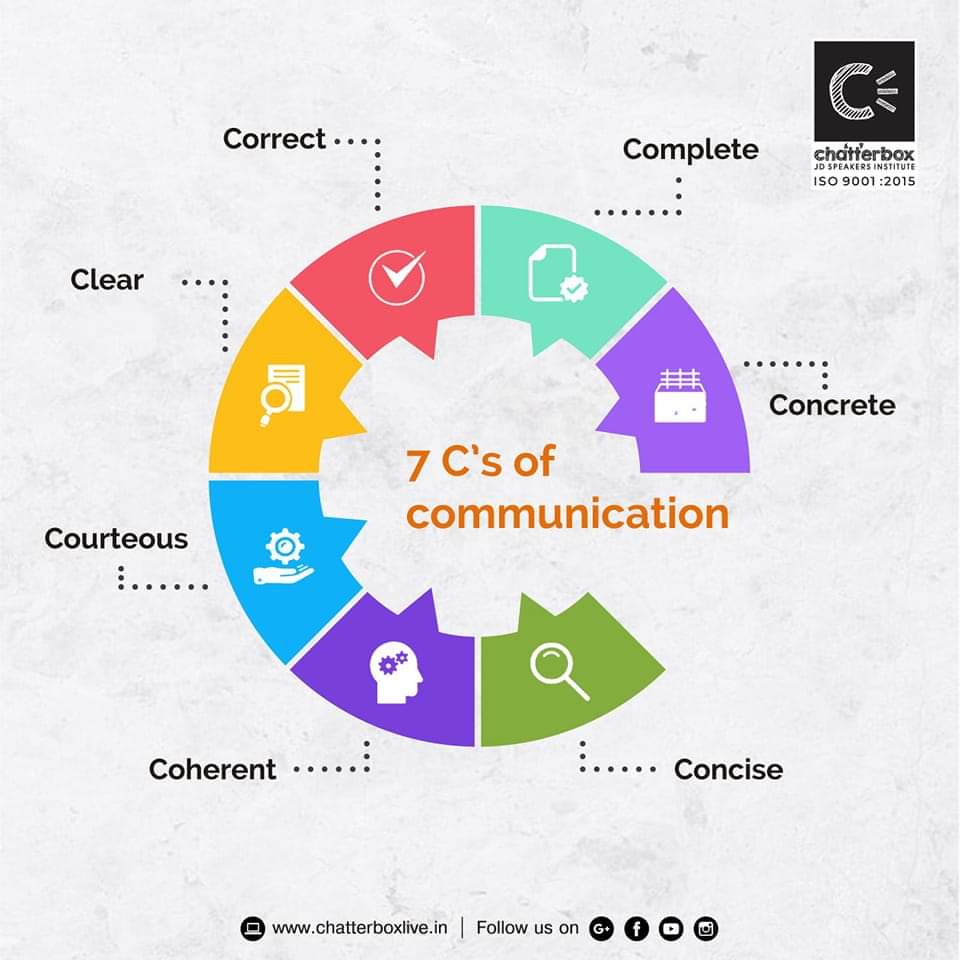 chatterbox
JD SPEAKERS INSTITUTE
ISO 9001 :2015
Correct
Complete
Clear
Concrete
7 C's of
communication
Courteous
Coherent
Concise
www.chatterboxlive.in | Follow us on G+ f